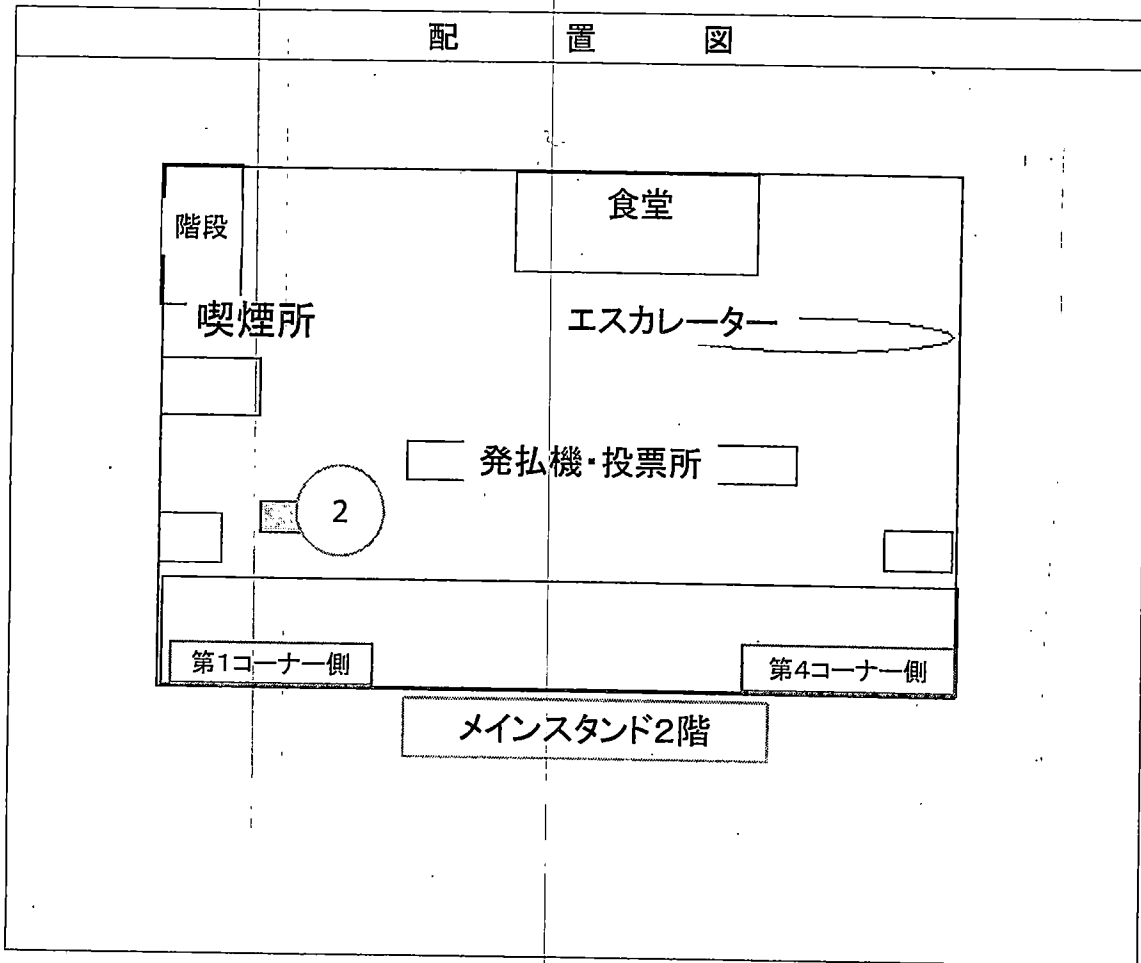 配置図
階段
食堂
喫煙所
エスカレーター
発払機・投票所
2
第1コーナー側
第4コーナー側
メインスタンド2階